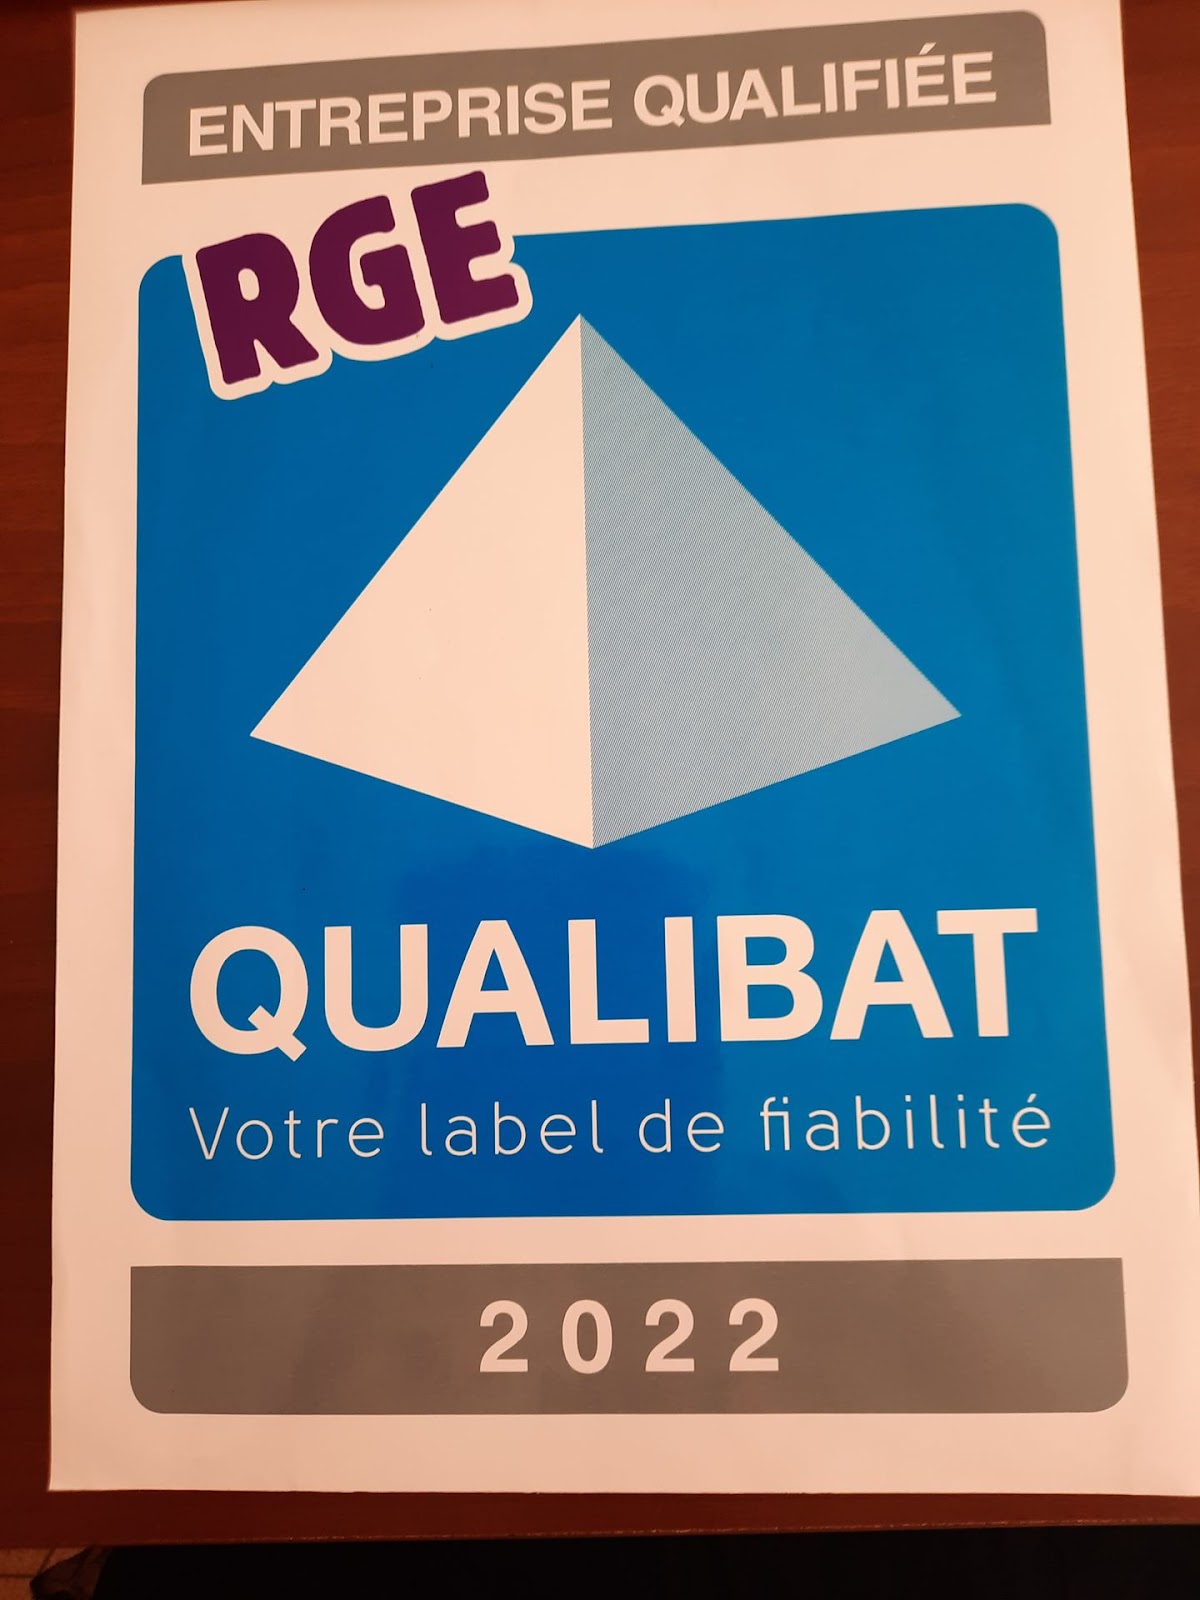 ENTREPRISE QUALIFIÉE
RGE
QUALIBAT
Votre label de fiabilité
2022